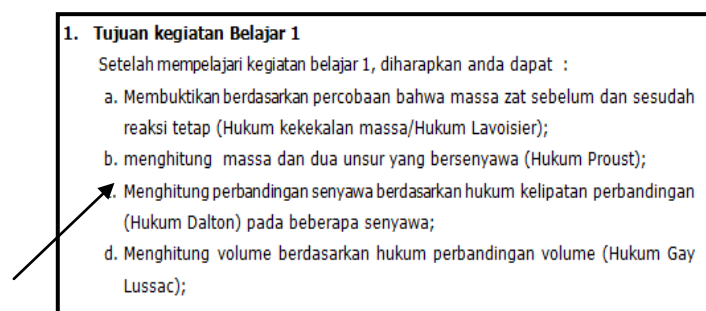 1. Tujuan kegiatan Belajar 1
Setelah mempelajari kegiatan belajar 1, diharapkan anda dapat :
a. Membuktikan berdasarkan percobaan bahwa massa zat sebelum dan sesudah
reaksi tetap (Hukum kekekalan massa/Hukum Lavoisier);
b. menghitung massa dan dua unsur yang bersenyawa (Hukum Proust);
. Menghitung perbandingan senyawa berdasarkan hukum kelipatan perbandingan
(Hukum Dalton) pada beberapa senyawa;
d. Menghitung volume berdasarkan hukum perbandingan volume (Hukum Gay
Lussac);